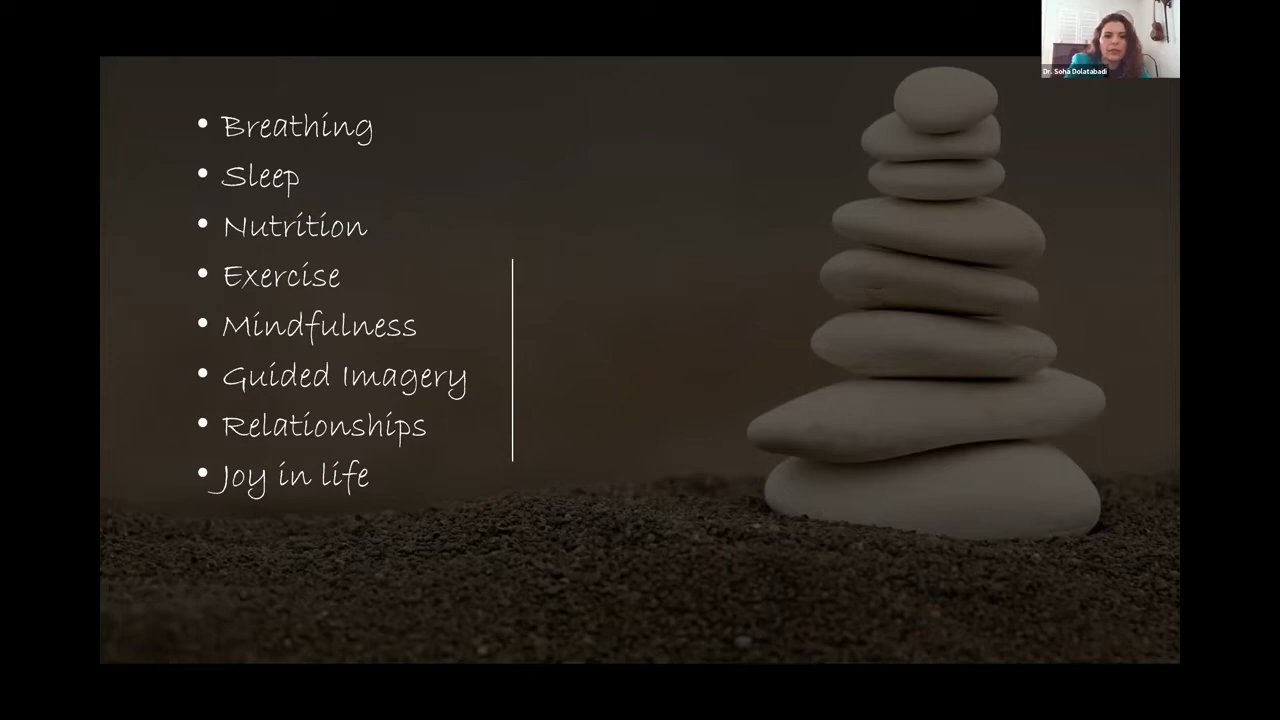 Dr. Soha Dolatabadi
• Breathing
• Sleep
• Nutrition
• Exercise
• Mindfulness
• Guided Imagery
• Relationships
• Joy in life